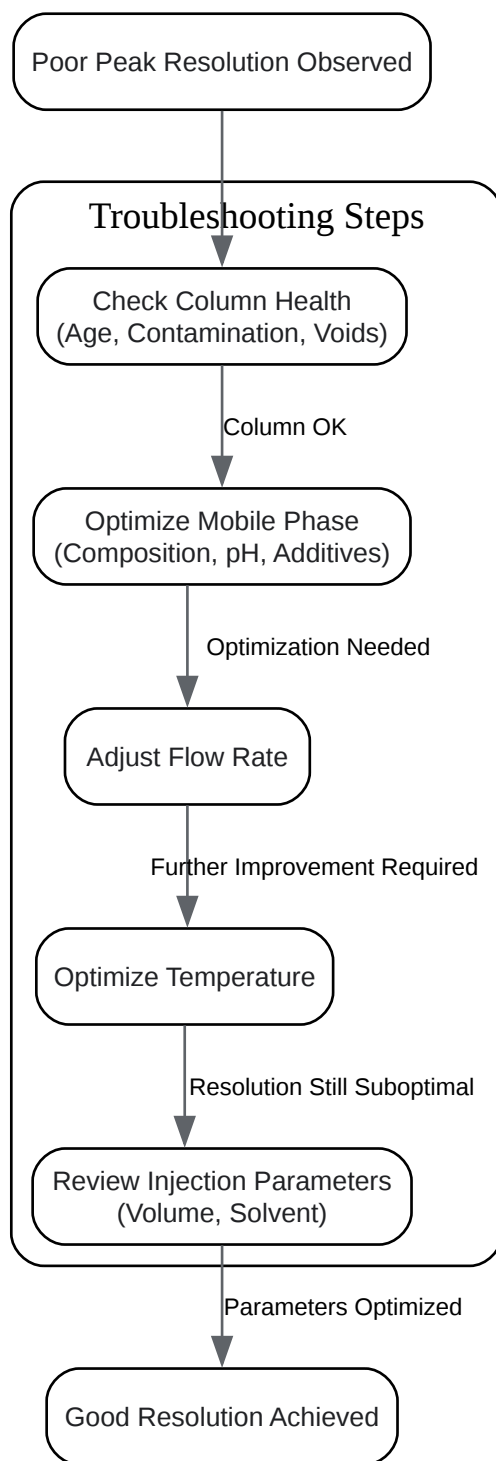 Poor Peak Resolution Observed
Troubleshooting Steps
Check Column Health
(Age, Contamination, Voids)
Column OK
Optimize Mobile Phase
(Composition, pH, Additives)
Optimization Needed
Adjust Flow Rate
Further Improvement Required
Optimize Temperature
Resolution Still Suboptimal
Review Injection Parameters
(Volume, Solvent)
Parameters Optimized
Good Resolution Achieved